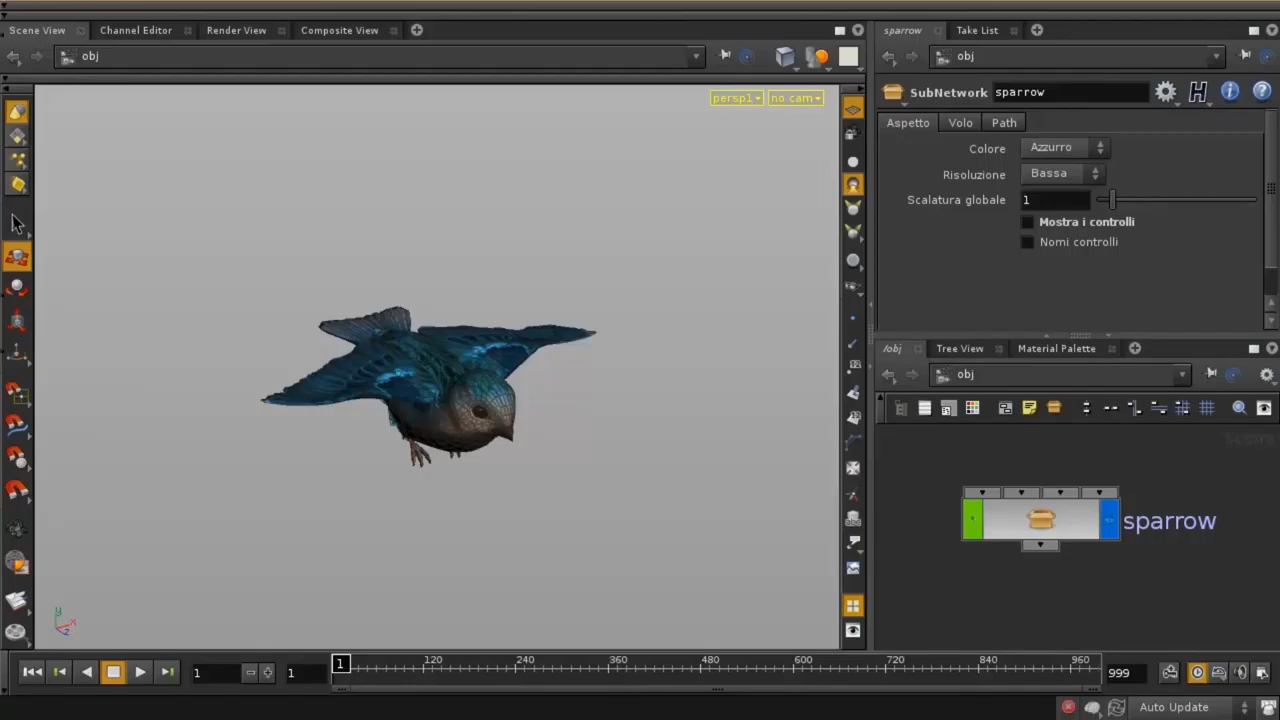 Scene View
Channel Editor
Render View
Composite View
sparrow
Take List
obj
obj
persp1
no cam
SubNetwork
sparrow
Aspetto
Volo
Path
Colore
Azzurro
Risoluzione
Bassa
Scalatura globale
1
Mostra i controlli
Nomi controlli
/obj
Tree View
Material Palette
obj
sparrow
y
x
z
1
1
1
120
240
360
480
600
720
840
960
999
Auto Update